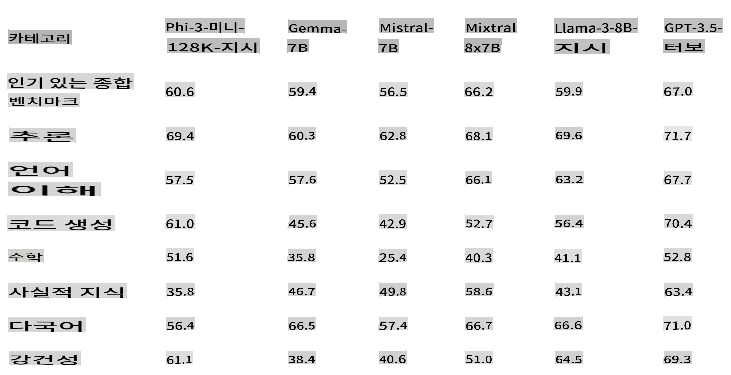 카테고리 Phi-3-미니-128K-지시 Gemma-7B Mistral-7B Mixtral 8x7B Llama-3-8B-지시 GPT-3.5-터보
인기 있는 종합 벤치마크 60.6 59.4 56.5 66.2 59.9 67.0
추론 69.4 60.3 62.8 68.1 69.6 71.7
언어 이해 57.5 57.6 52.5 66.1 63.2 67.7
코드 생성 61.0 45.6 42.9 52.7 56.4 70.4
수학 51.6 35.8 25.4 40.3 41.1 52.8
사실적 지식 35.8 46.7 49.8 58.6 43.1 63.4
다국어 56.4 66.5 57.4 66.7 66.6 71.0
강건성 61.1 38.4 40.6 51.0 64.5 69.3